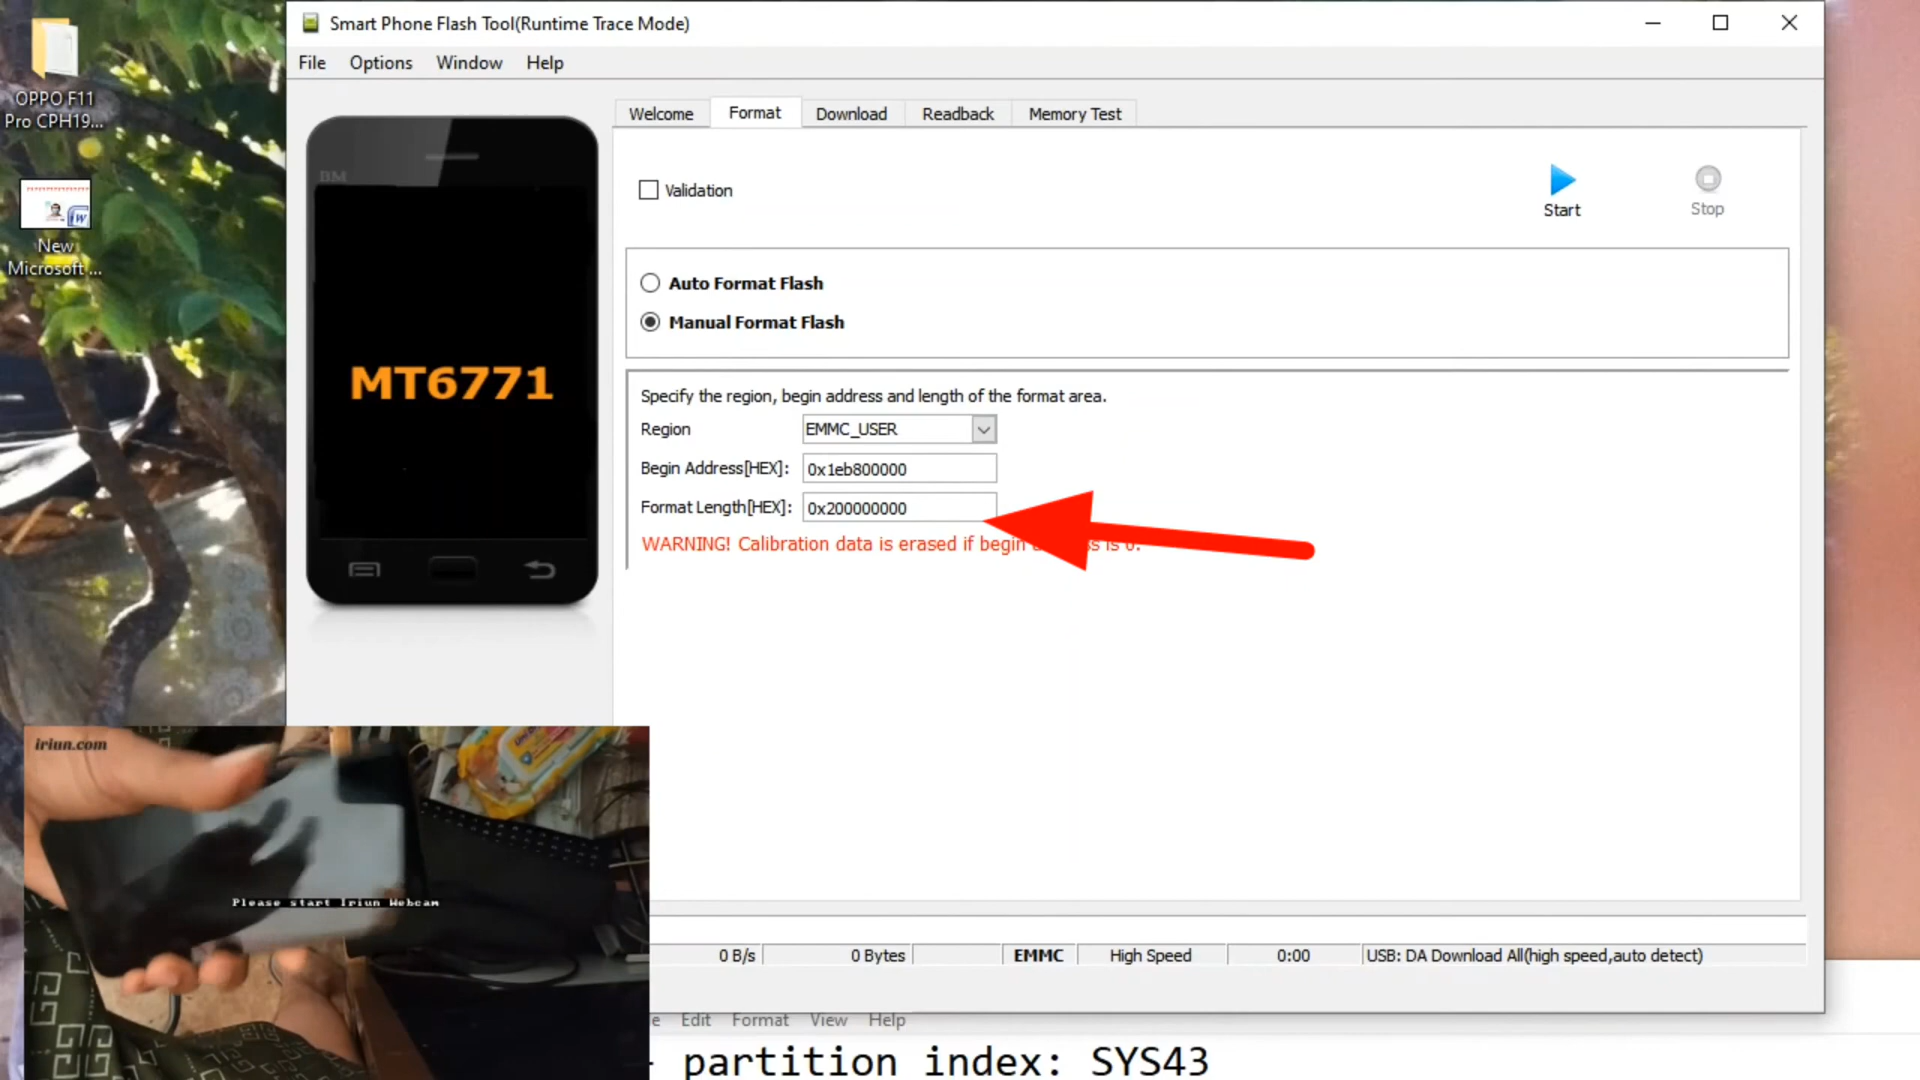 Smart Phone Flash Tool(Runtime Trace Mode)
File Options Window Help
OPPO F11
Pro CPH19...
New
Microsoft ...
Welcome Format Download Readback Memory Test
BM
MT6771
Validation
Start
Stop
Auto Format Flash
Manual Format Flash
Specify the region, begin address and length of the format area.
Region EMMC_USER
Begin Address[HEX]: 0x1eb800000
Format Length[HEX]: 0x200000000
WARNING! Calibration data is erased if begin is 0.
iriun.com
Please start Iriun Webcam
0 B/s 0 Bytes EMMC High Speed 0:00 USB: DA Download All(high speed,auto detect)
Edit Format View Help
partition index: SYS43